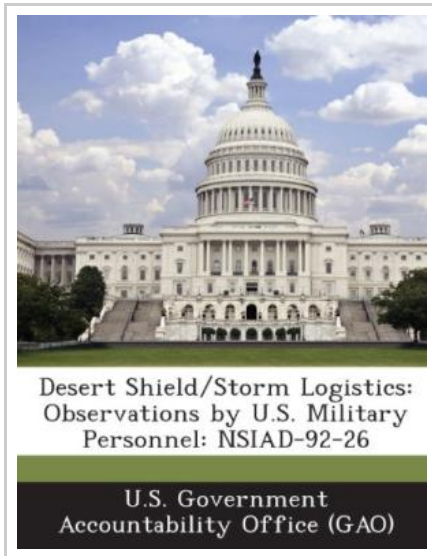 Desert Shield/Storm Logistics:
Observations by U.S. Military
Personnel: NSIAD-92-26
U.S. Government
Accountability Office (GAO)